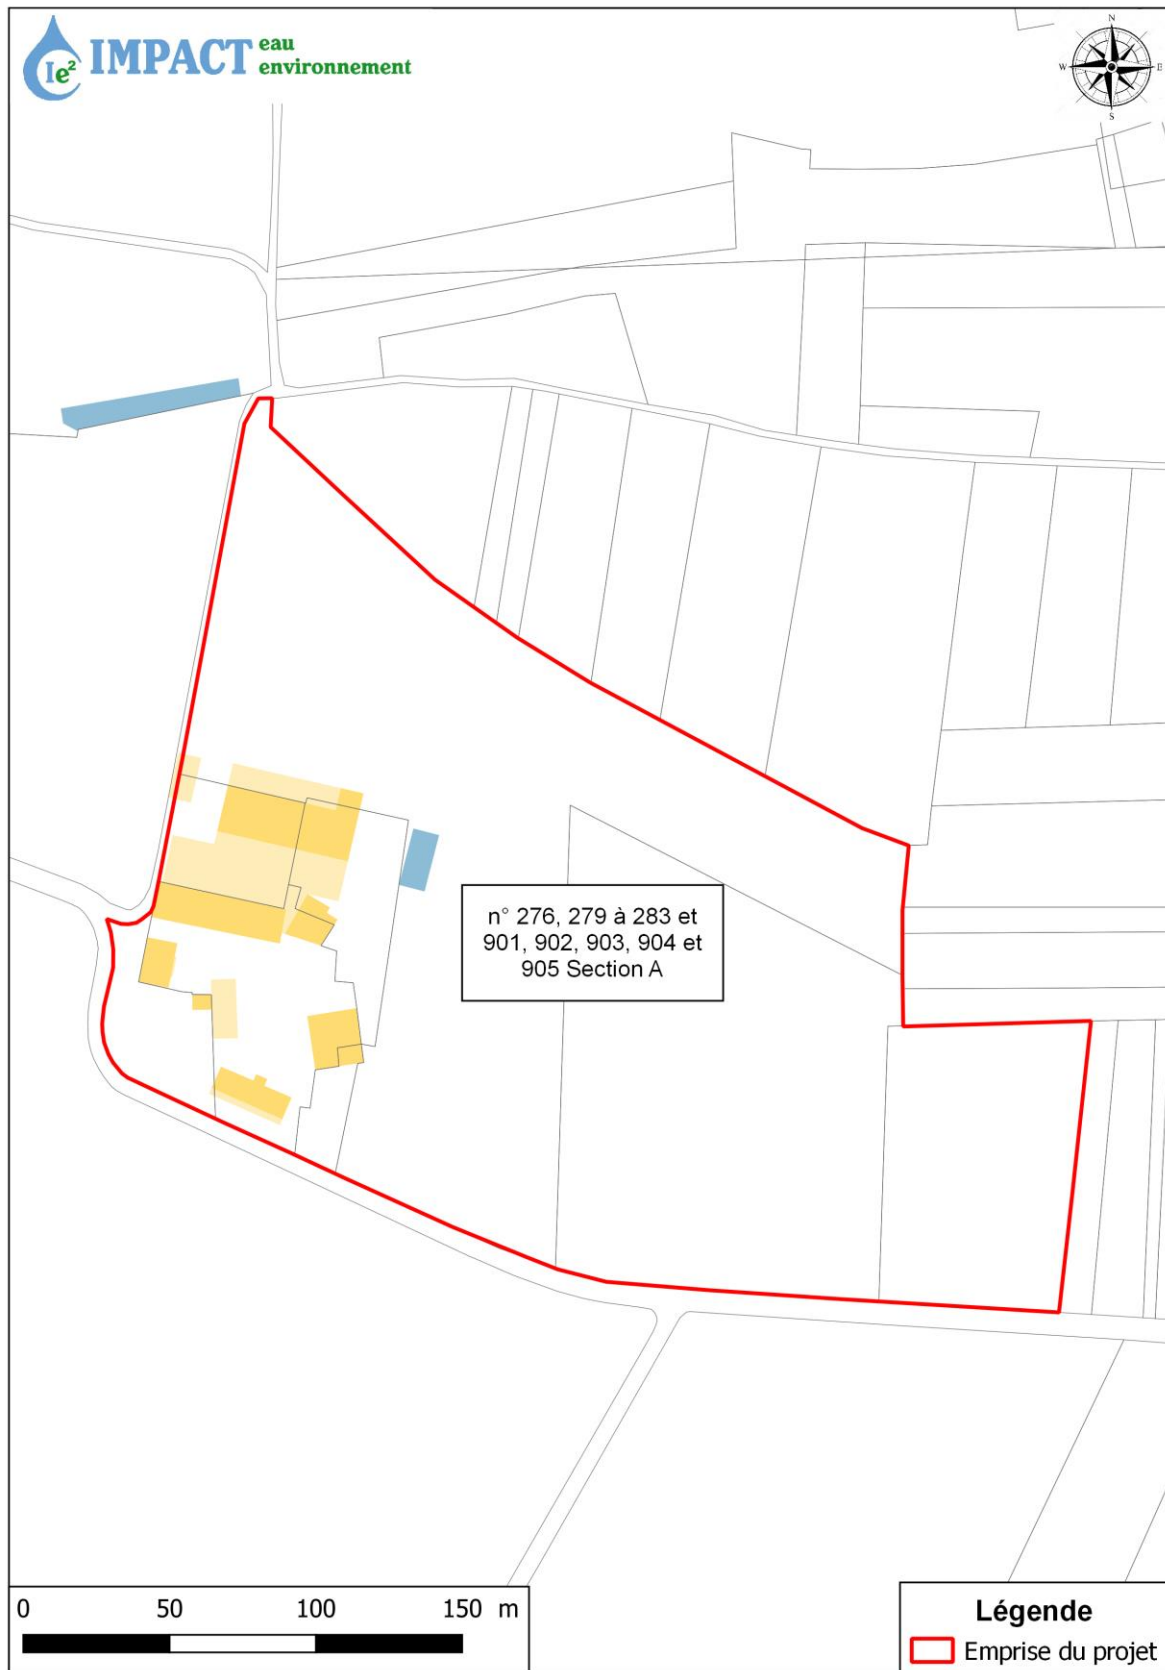 Ie²
IMPACT eau environnement
N
W E
S
n° 276, 279 à 283 et
901, 902, 903, 904 et
905 Section A
0 50 100 150 m
Légende
Emprise du projet